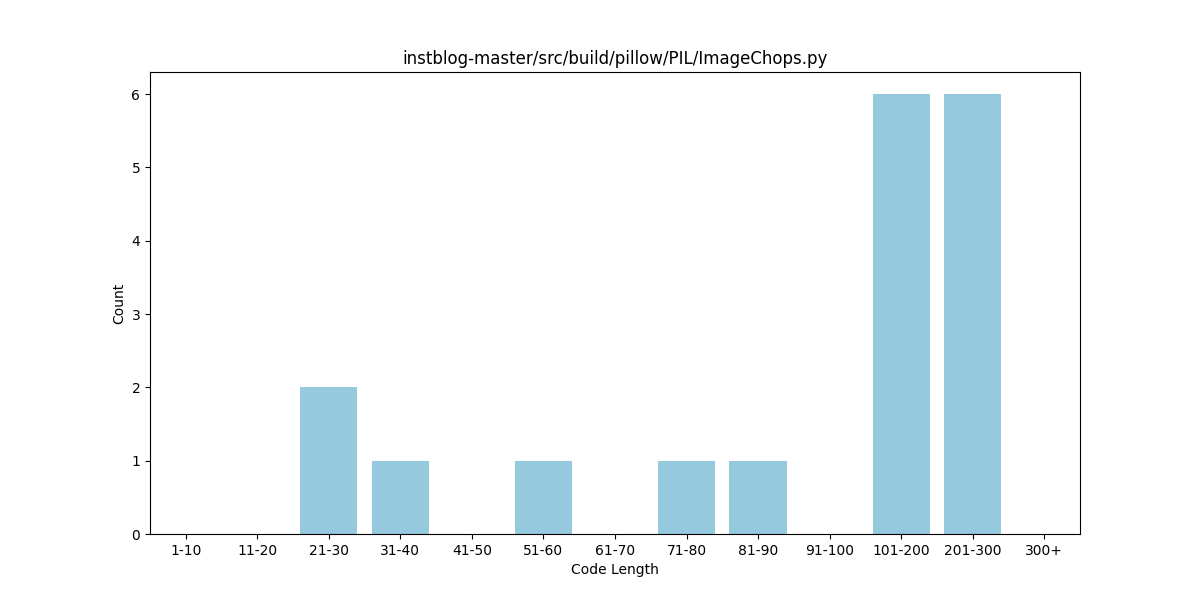 instblog-master/src/build/pillow/PIL/ImageChops.py
6
5
4
3
2
1
0
Count
1-10 11-20 21-30 31-40 41-50 51-60 61-70 71-80 81-90 91-100 101-200 201-300 300+
Code Length